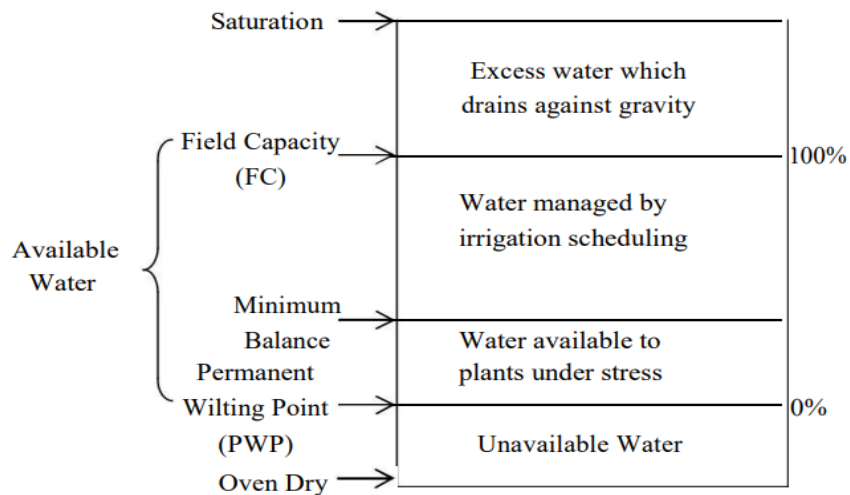 Saturation
Excess water which
drains against gravity
Field Capacity
(FC)
100%
Water managed by
irrigation scheduling
Available
Water
Minimum
Balance
Water available to
plants under stress
Permanent
Wilting Point
(PWP)
0%
Unavailable Water
Oven Dry